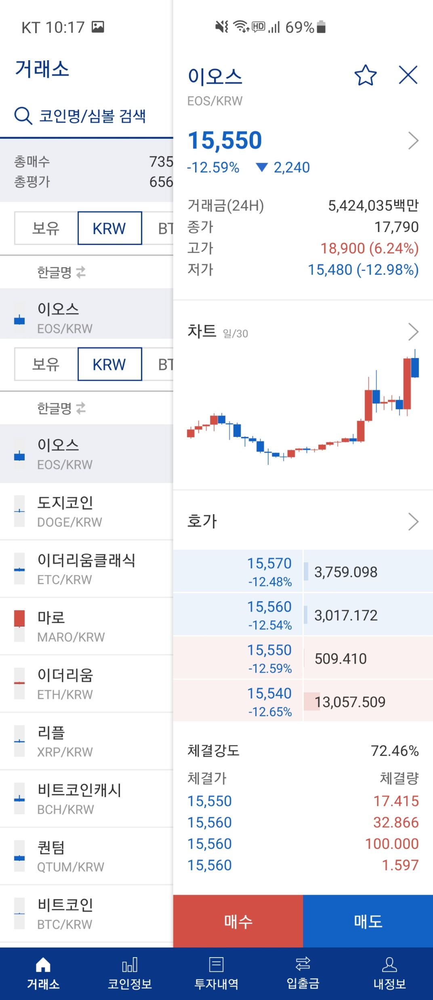 KT 10:17
HD 69%
거래소
코인명/심볼 검색
총매수 735
총평가 656
보유 KRW BT
한글명
이오스
EOS/KRW
보유 KRW BT
한글명
이오스
EOS/KRW
도지코인
DOGE/KRW
이더리움클래식
ETC/KRW
마로
MARO/KRW
이더리움
ETH/KRW
리플
XRP/KRW
비트코인캐시
BCH/KRW
퀀텀
QTUM/KRW
비트코인
BTC/KRW
이오스
EOS/KRW
15,550
-12.59% ▼ 2,240
거래금(24H) 5,424,035백만
종가 17,790
고가 18,900 (6.24%)
저가 15,480 (-12.98%)
차트 일/30
호가
15,570 3,759.098
-12.48%
15,560 3,017.172
-12.54%
15,550 509.410
-12.59%
15,540 13,057.509
-12.65%
체결강도 72.46%
체결가 체결량
15,550 17.415
15,560 32.866
15,560 100.000
15,560 1.597
매수 매도
거래소 코인정보 투자내역 입출금 내정보